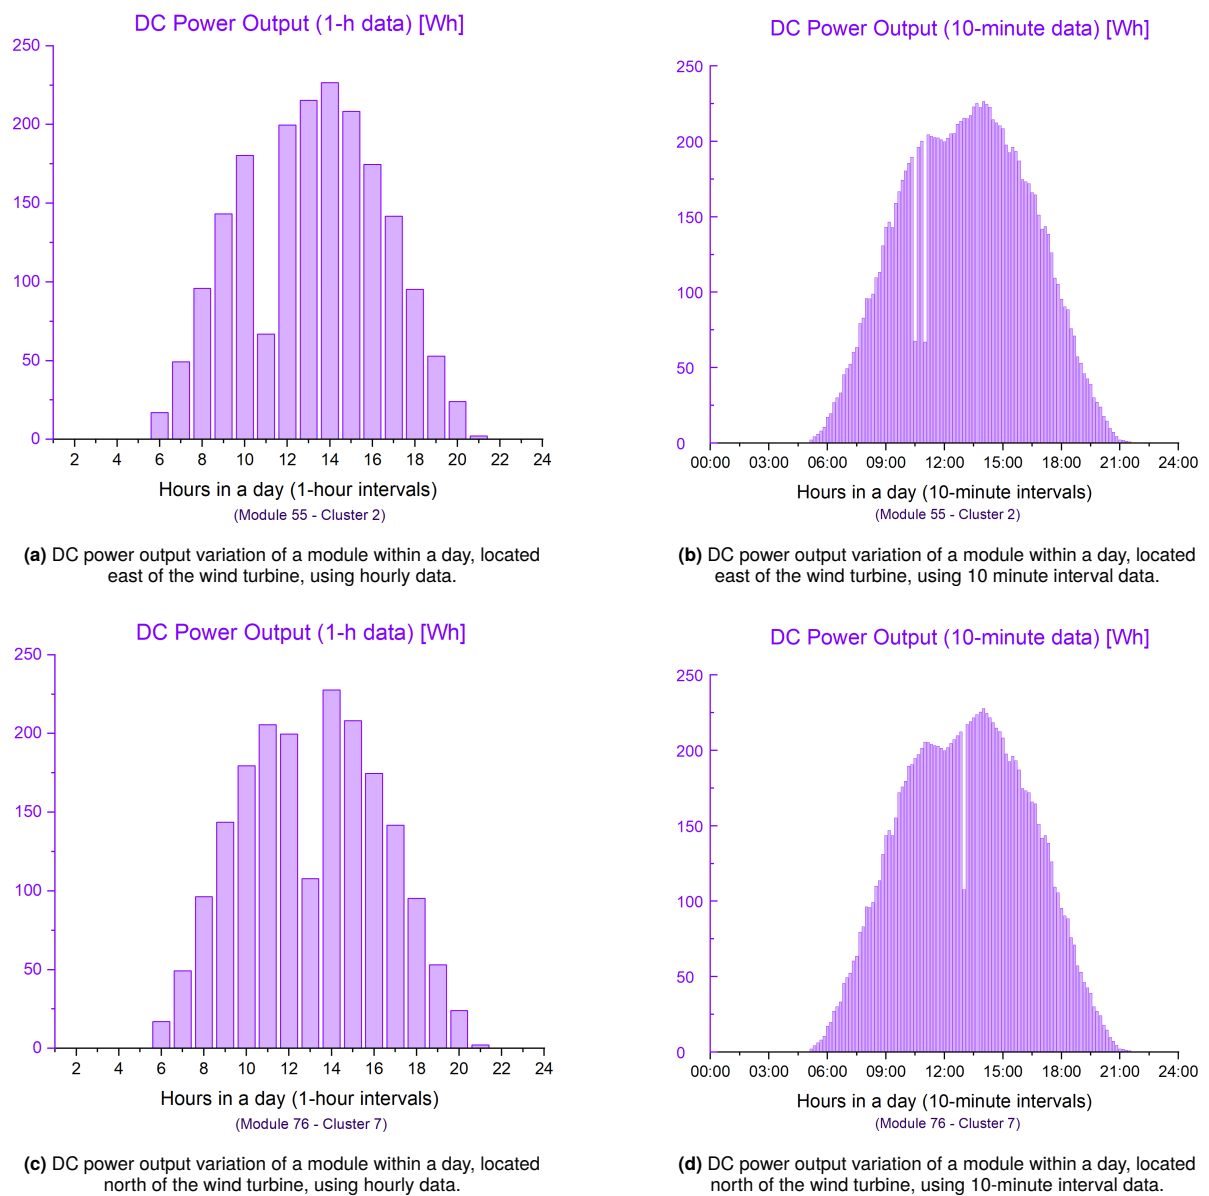 DC Power Output (1-h data) [Wh]
250
200
150
100
50
0
2 4 6 8 10 12 14 16 18 20 22 24
Hours in a day (1-hour intervals)
(Module 55 - Cluster 2)
(a) DC power output variation of a module within a day, located
east of the wind turbine, using hourly data.
DC Power Output (10-minute data) [Wh]
250
200
150
100
50
0
00:00 03:00 06:00 09:00 12:00 15:00 18:00 21:00 24:00
Hours in a day (10-minute intervals)
(Module 55 - Cluster 2)
(b) DC power output variation of a module within a day, located
east of the wind turbine, using 10 minute interval data.
DC Power Output (1-h data) [Wh]
250
200
150
100
50
0
2 4 6 8 10 12 14 16 18 20 22 24
Hours in a day (1-hour intervals)
(Module 76 - Cluster 7)
(c) DC power output variation of a module within a day, located
north of the wind turbine, using hourly data.
DC Power Output (10-minute data) [Wh]
250
200
150
100
50
0
00:00 03:00 06:00 09:00 12:00 15:00 18:00 21:00 24:00
Hours in a day (10-minute intervals)
(Module 76 - Cluster 7)
(d) DC power output variation of a module within a day, located
north of the wind turbine, using 10-minute interval data.